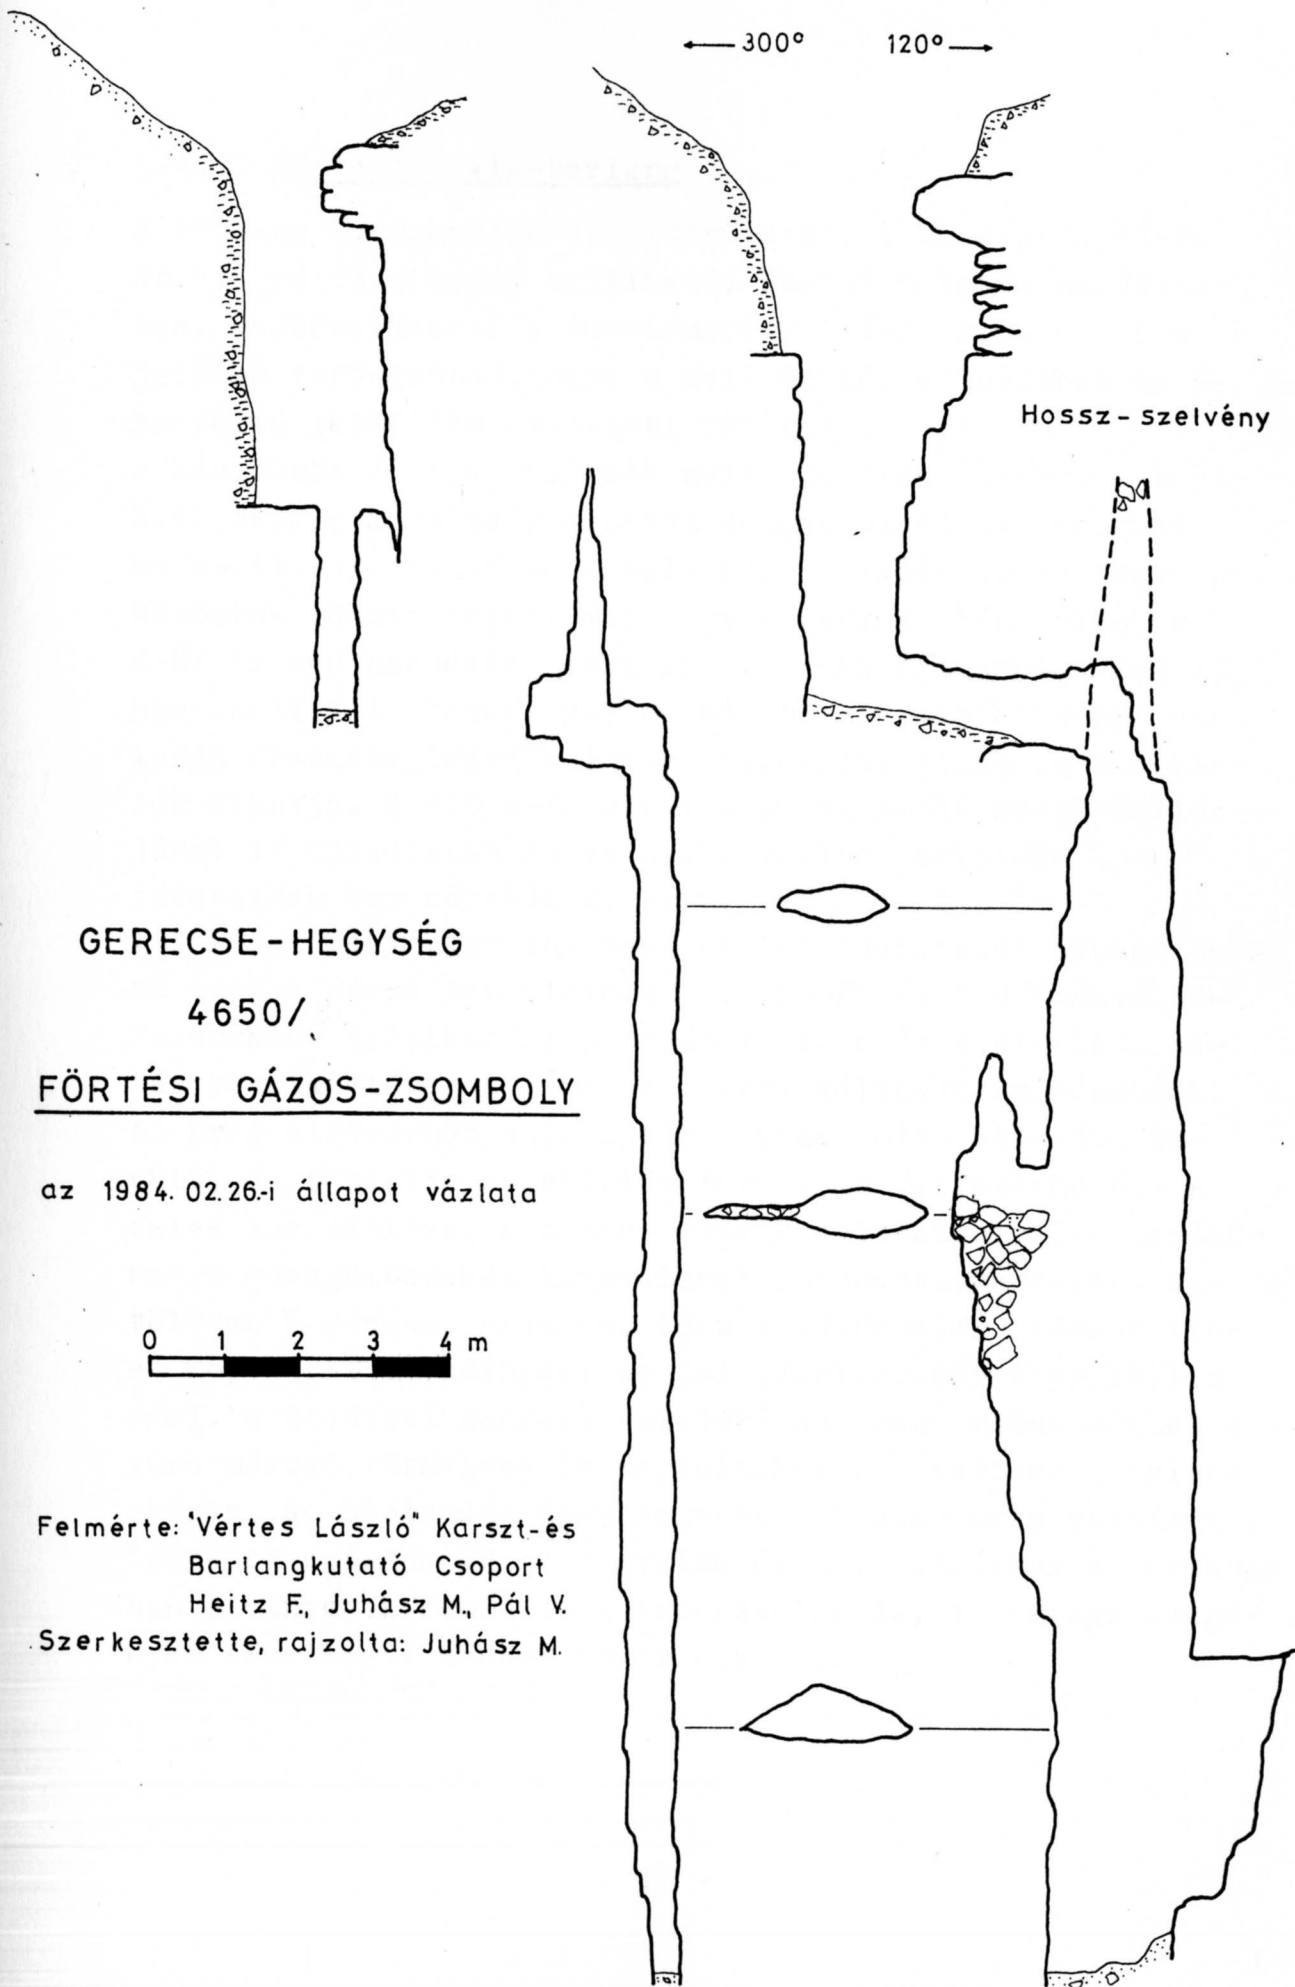 ← 300° 120° →
Hossz-szelvény
GERECSE-HEGYSÉG
4650/
FÖRTÉSI GÁZOS-ZSOMBOLY
az 1984. 02.26.-i állapot vázlata
0 1 2 3 4 m
Felmérte: "Vértes László" Karszt-és
Barlangkutató Csoport
Heitz F., Juhász M., Pál V.
Szerkesztette, rajzolta: Juhász M.